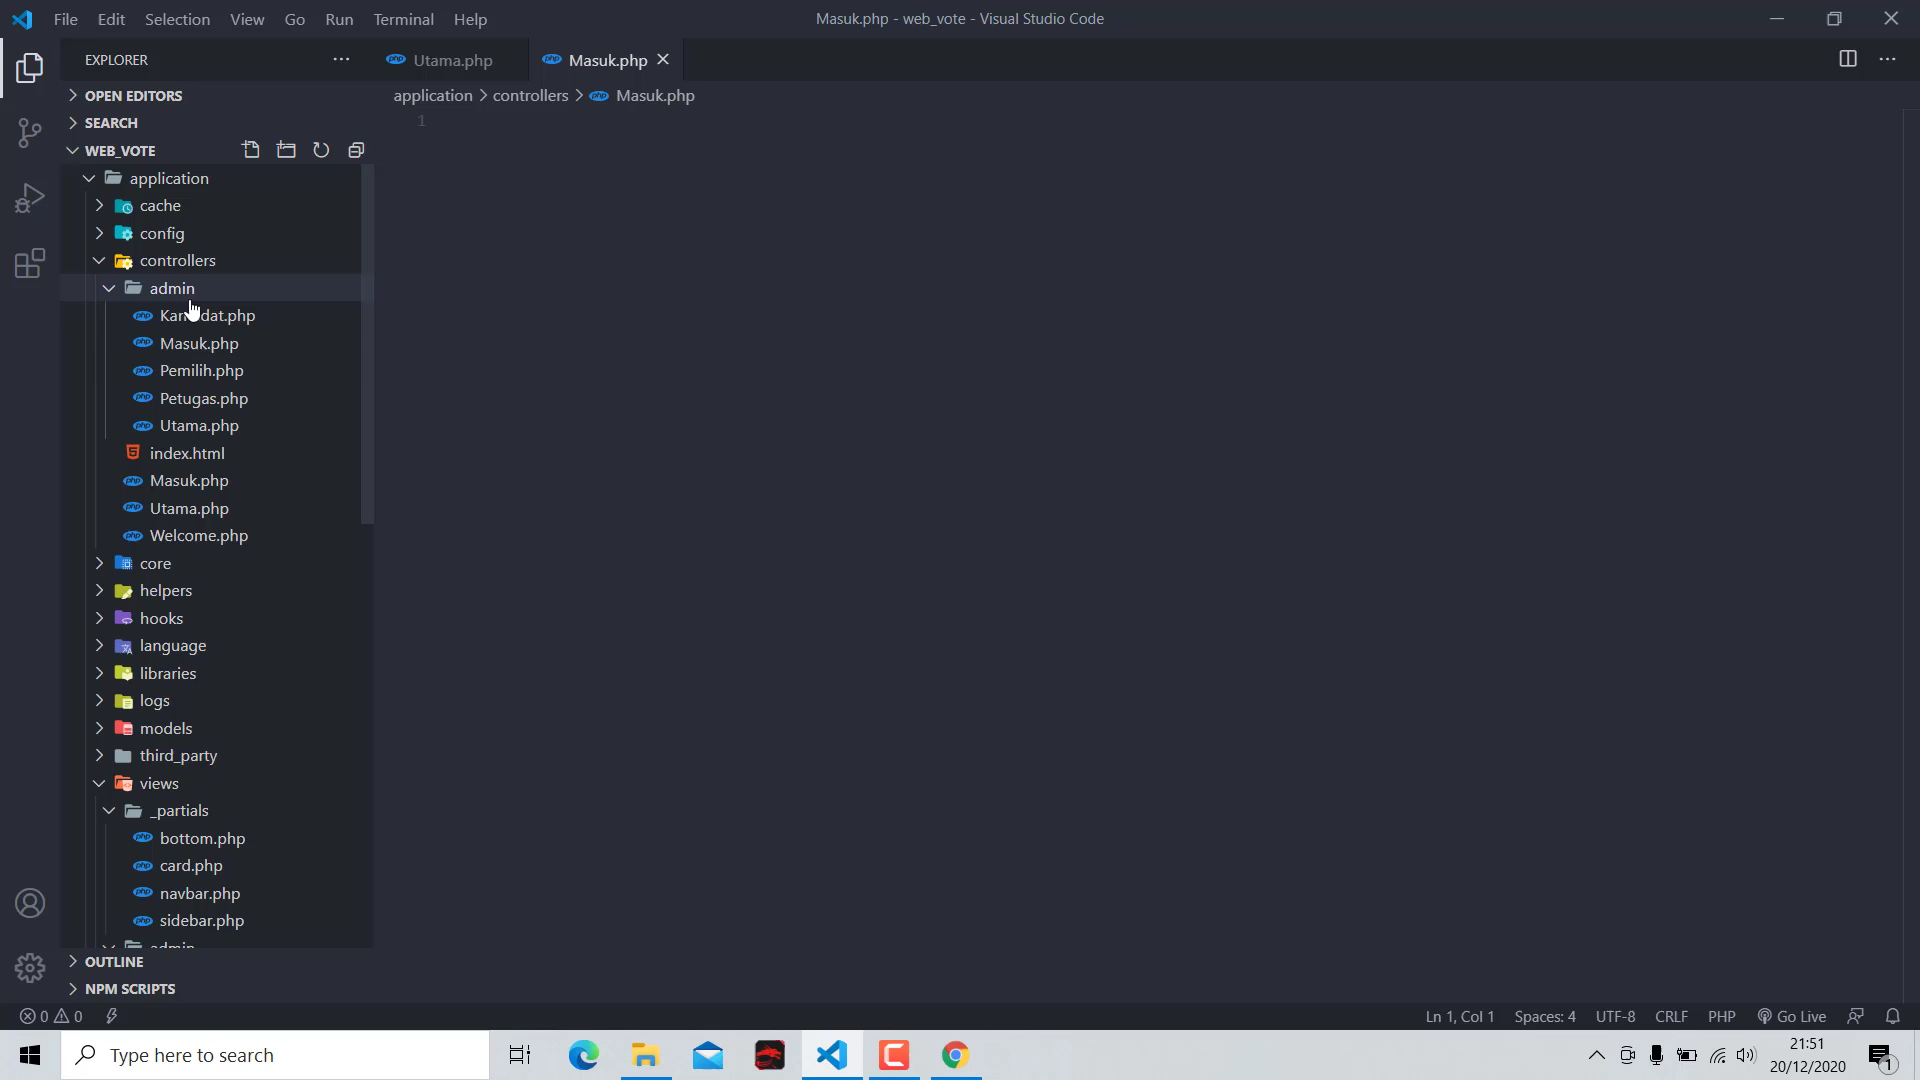 File Edit Selection View Go Run Terminal Help
Masuk.php - web_vote - Visual Studio Code
EXPLORER
Utama.php
Masuk.php
OPEN EDITORS
application > controllers > Masuk.php
SEARCH
1
WEB_VOTE
application
cache
config
controllers
admin
Masuk.php
Pemilih.php
Petugas.php
Utama.php
index.html
Masuk.php
Utama.php
Welcome.php
core
helpers
hooks
language
libraries
logs
models
third_party
views
_partials
bottom.php
card.php
navbar.php
sidebar.php
admin
OUTLINE
NPM SCRIPTS
0 0
Ln 1, Col 1 Spaces: 4 UTF-8 CRLF PHP Go Live
Type here to search
21:51
20/12/2020
1